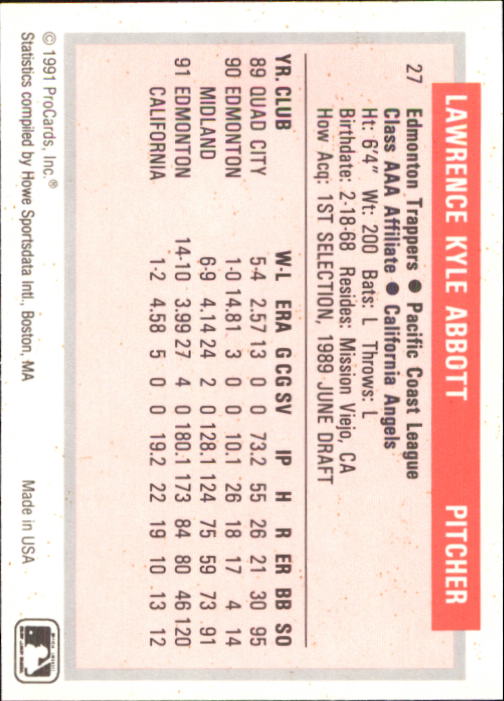 LAWRENCE KYLE ABBOTT PITCHER
27 Edmonton Trappers ● Pacific Coast League
Class AAA Affiliate ● California Angels
Ht: 6'4" Wt: 200 Bats: L Throws: L
Birthdate: 2-18-68 Resides: Mission Viejo, CA
How Acq: 1ST SELECTION, 1989 JUNE DRAFT
YR. CLUB W-L ERA G CG SV IP H R ER BB SO
89 QUAD CITY 5-4 2.57 13 0 0 73.2 55 26 21 30 95
90 EDMONTON 1-0 14.81 3 0 0 10.1 26 18 17 4 14
MIDLAND 6-9 4.14 24 2 0 128.1 124 75 59 73 91
91 EDMONTON 14-10 3.99 27 4 0 180.1 173 84 80 46 120
CALIFORNIA 1-2 4.58 5 0 0 19.2 22 19 10 13 12
© 1991 ProCards, Inc.® Made in USA
Statistics compiled by Howe Sportsdata Intl., Boston, MA